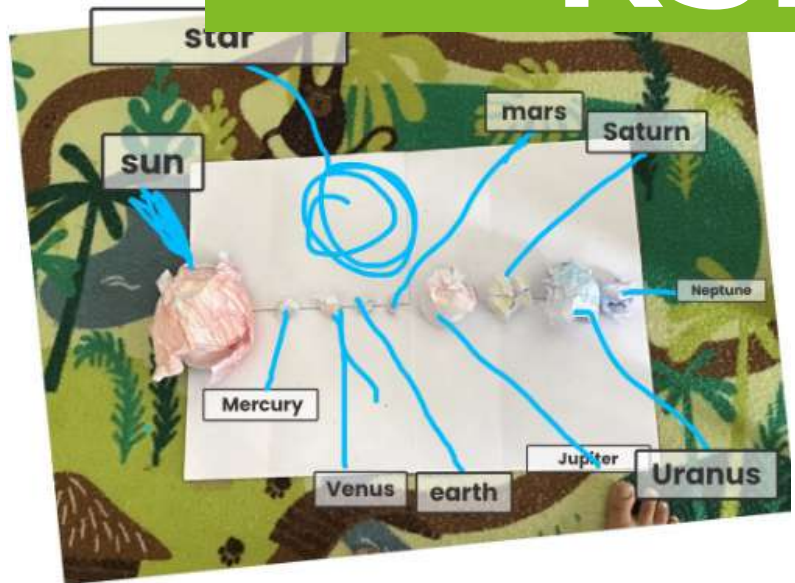 star
mars
Saturn
sun
Neptune
Mercury
Jupiter
Uranus
Venus
earth